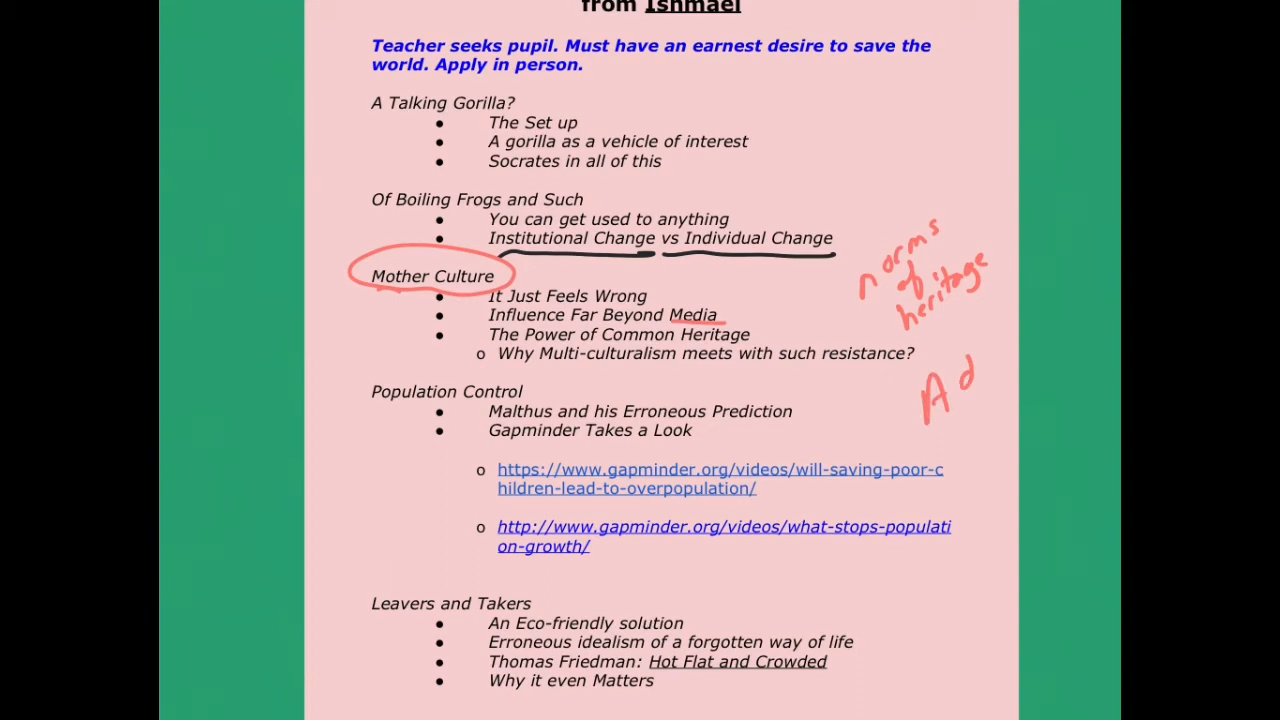 from Ishmael
Teacher seeks pupil. Must have an earnest desire to save the
world. Apply in person.
A Talking Gorilla?
● The Set up
● A gorilla as a vehicle of interest
● Socrates in all of this
Of Boiling Frogs and Such
● You can get used to anything
● Institutional Change vs Individual Change
Mother Culture
● It Just Feels Wrong
● Influence Far Beyond Media
● The Power of Common Heritage
o Why Multi-culturalism meets with such resistance?
norms
of
heritage
Ad
Population Control
● Malthus and his Erroneous Prediction
● Gapminder Takes a Look
o https://www.gapminder.org/videos/will-saving-poor-c
hildren-lead-to-overpopulation/
o http://www.gapminder.org/videos/what-stops-populati
on-growth/
Leavers and Takers
● An Eco-friendly solution
● Erroneous idealism of a forgotten way of life
● Thomas Friedman: Hot Flat and Crowded
● Why it even Matters